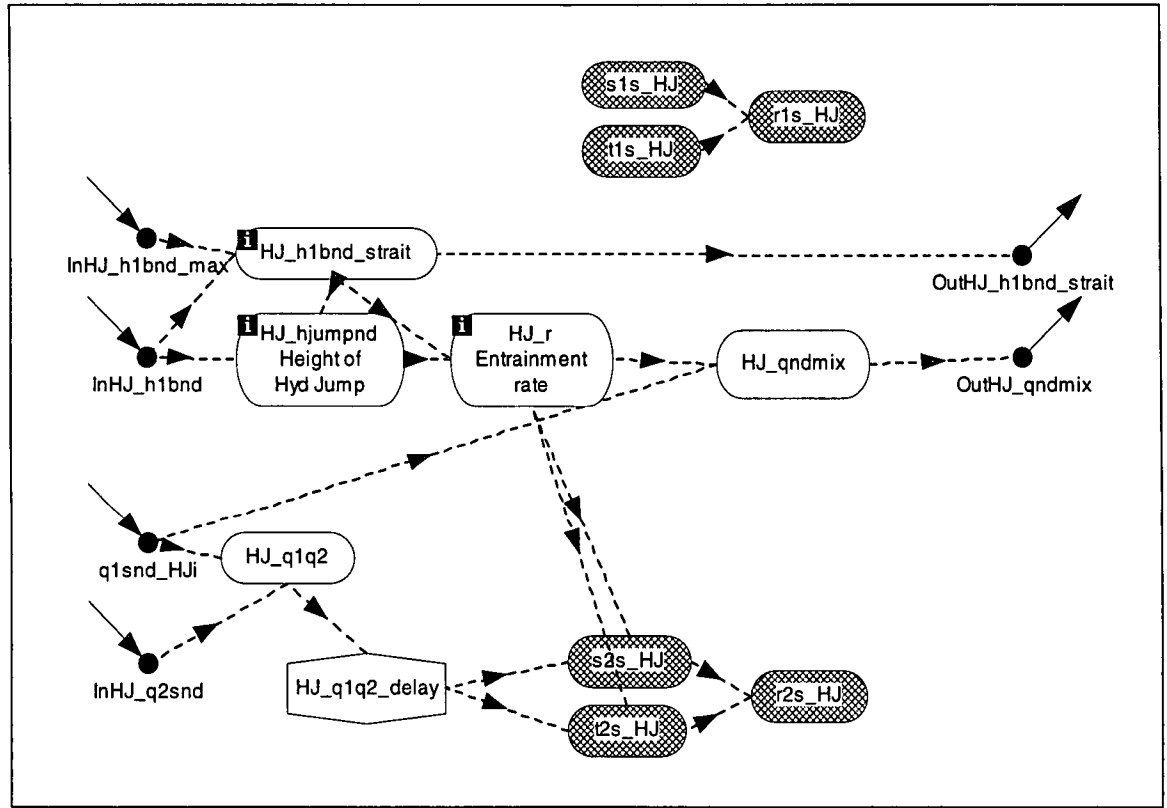 s1s_HJ
r1s_HJ
t1s_HJ
i
HJ_h1bnd_strait
InHJ_h1bnd_max
OutHJ_h1bnd_strait
i
HJ_hjumpnd
Height of
Hyd Jump
i
HJ_r
Entrainment
rate
HJ_qndmix
InHJ_h1bnd
OutHJ_qndmix
q1snd_HJi
HJ_q1q2
InHJ_q2snd
HJ_q1q2_delay
s2s_HJ
r2s_HJ
t2s_HJ